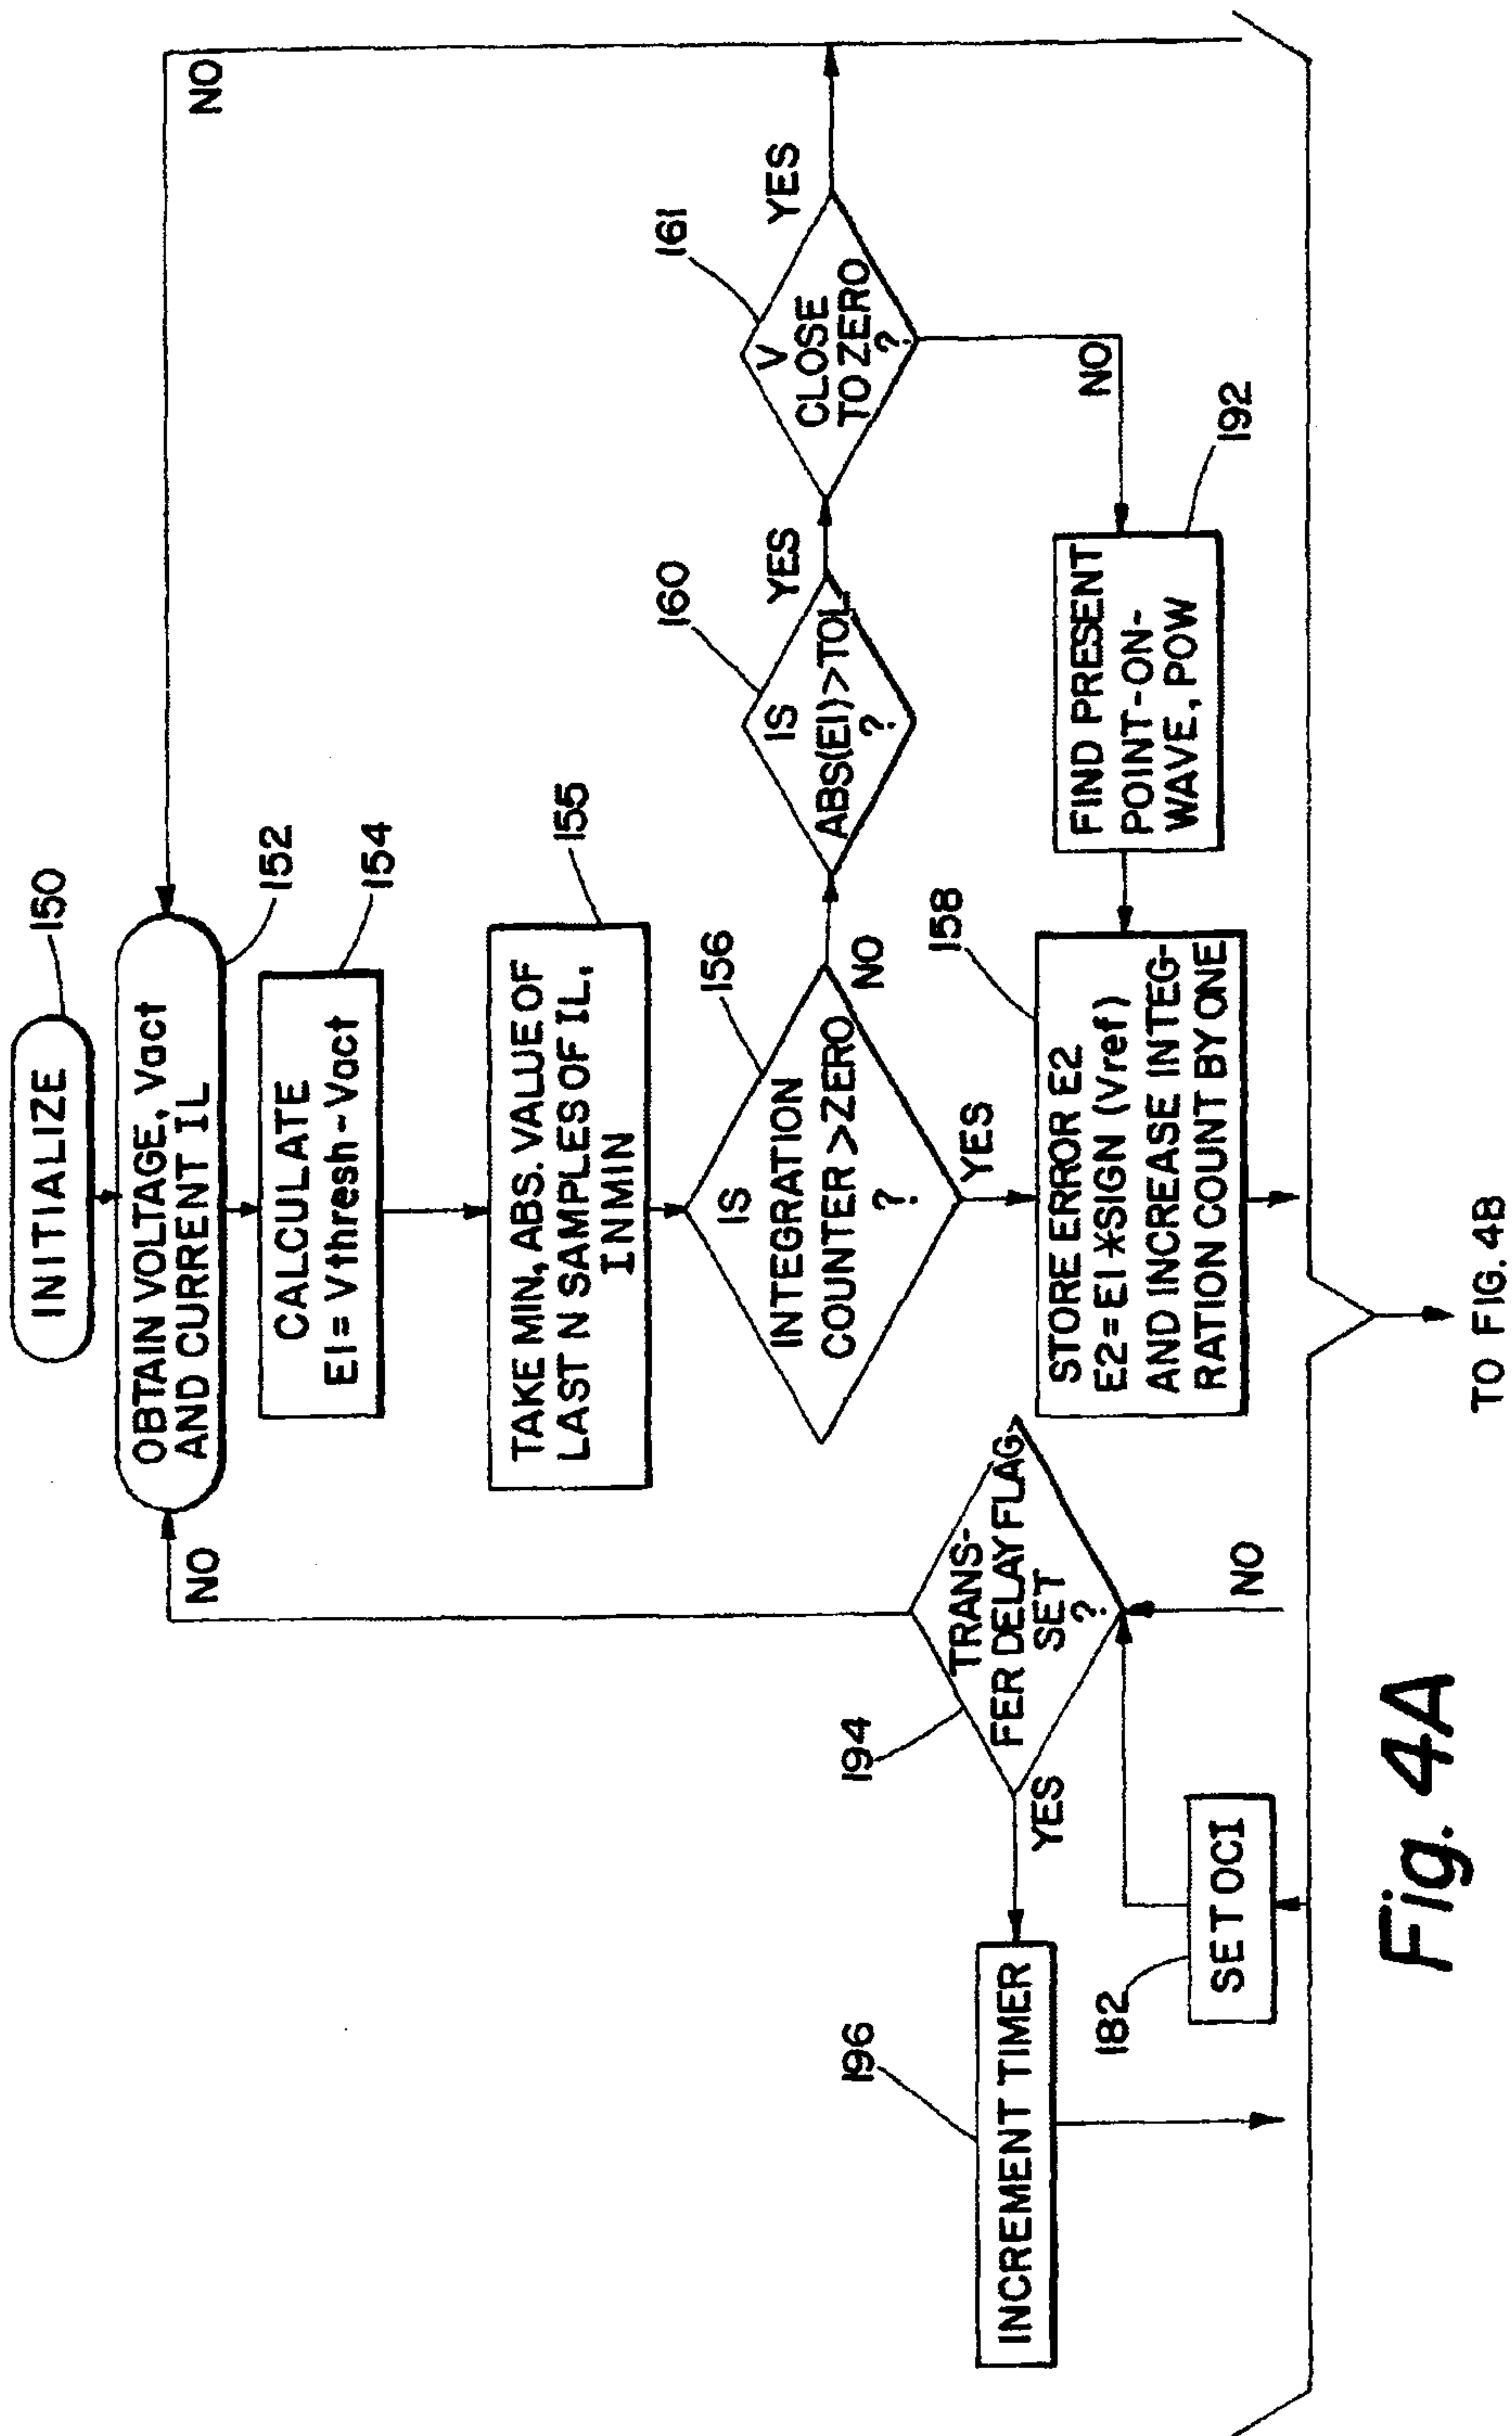 INITIALIZE
150
OBTAIN VOLTAGE, Vact
AND CURRENT IL
152
NO
NO
CALCULATE
E1 = Vthresh-Vact
154
TAKE MIN, ABS. VALUE OF
LAST N SAMPLES OF IL,
INMIN
155
IS
INTEGRATION
COUNTER >ZERO
?
156
NO
YES
IS
ABS(E1)>TOL
?
160
YES
V
CLOSE
TO ZERO
?
161
YES
NO
FIND PRESENT
POINT-ON-
WAVE, POW
192
STORE ERROR E2
E2=E1*SIGN (Vref)
AND INCREASE INTEG-
RATION COUNT BY ONE
158
TRANS-
FER DELAY FLAG
SET
?
194
YES
NO
INCREMENT TIMER
196
SET OCI
182
TO FIG. 4B
Fig. 4A